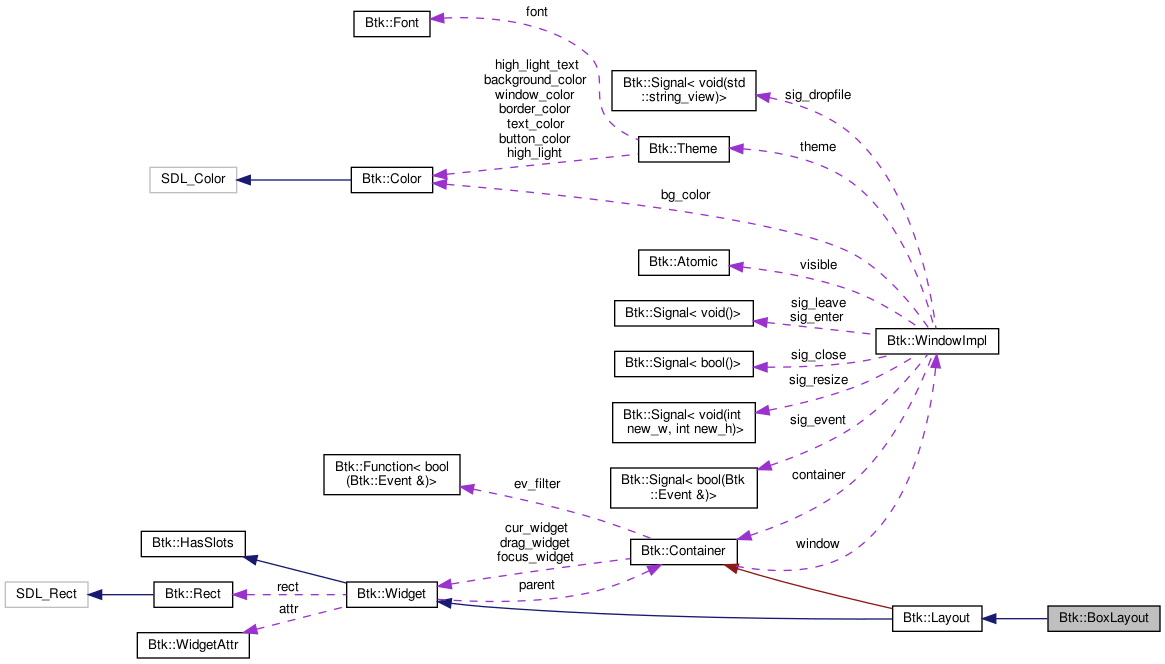 font
Btk::Font
high_light_text
background_color
window_color
border_color
text_color
button_color
high_light
Btk::Signal< void(std
::string_view)>
sig_dropfile
Btk::Theme
theme
SDL_Color
Btk::Color
bg_color
Btk::Atomic
visible
Btk::Signal< void()>
sig_leave
sig_enter
Btk::WindowImpl
Btk::Signal< bool()>
sig_close
sig_resize
Btk::Signal< void(int
new_w, int new_h)>
sig_event
Btk::Function< bool
(Btk::Event &)>
ev_filter
Btk::Signal< bool(Btk
::Event &)>
container
Btk::HasSlots
cur_widget
drag_widget
focus_widget
Btk::Container
window
SDL_Rect
Btk::Rect
rect
Btk::Widget
parent
attr
Btk::WidgetAttr
Btk::Layout
Btk::BoxLayout